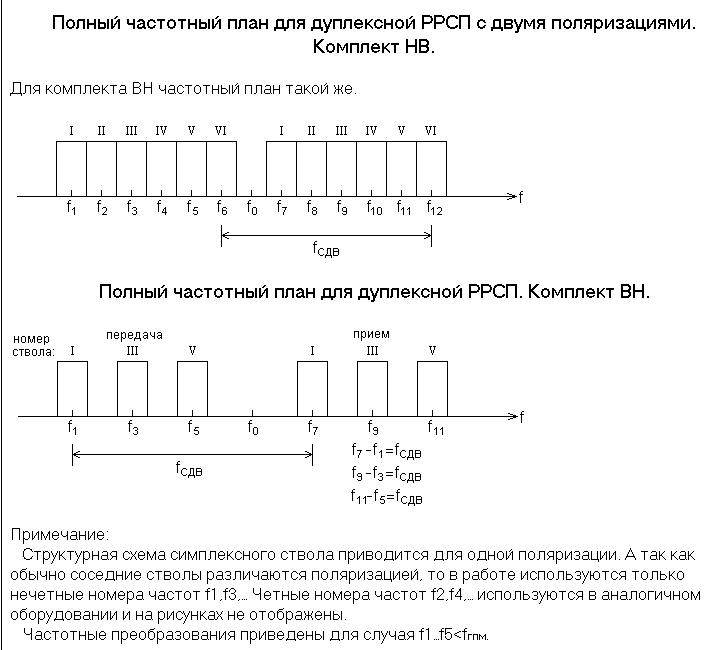 Полный частотный план для дуплексной РРСП с двумя поляризациями.
Комплект НВ.
Для комплекта ВН частотный план такой же.
I II III IV V VI I II III IV V VI
f1 f2 f3 f4 f5 f6 f0 f7 f8 f9 f10 f11 f12 f
fСДВ
Полный частотный план для дуплексной РРСП. Комплект ВН.
номер передача прием
ствола: I III V I III V
f1 f3 f5 f0 f7 f9 f11 f
fСДВ
f7-f1=fСДВ
f9-f3=fСДВ
f11-f5=fСДВ
Примечание:
Структурная схема симплексного ствола приводится для одной поляризации. А так как
обычно соседние стволы различаются поляризацией, то в работе используются только
нечетные номера частот f1,f3,... Четные номера частот f2,f4,... используются в аналогичном
оборудовании и на рисунках не отображены.
Частотные преобразования приведены для случая f1...f5<fгпм.